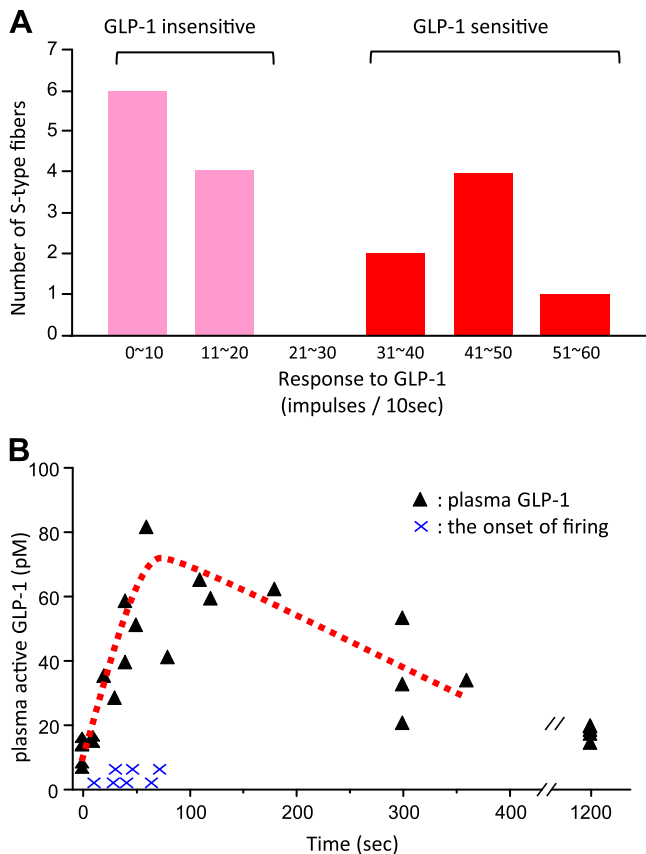 A
GLP-1 insensitive
GLP-1 sensitive
7
6
5
4
3
2
1
0
Number of S-type fibers
0~10
11~20
21~30
31~40
41~50
51~60
Response to GLP-1
(impulses / 10sec)
B
100
80
60
40
20
0
plasma active GLP-1 (pM)
: plasma GLP-1
: the onset of firing
//
//
0
100
200
300
400
1200
Time (sec)